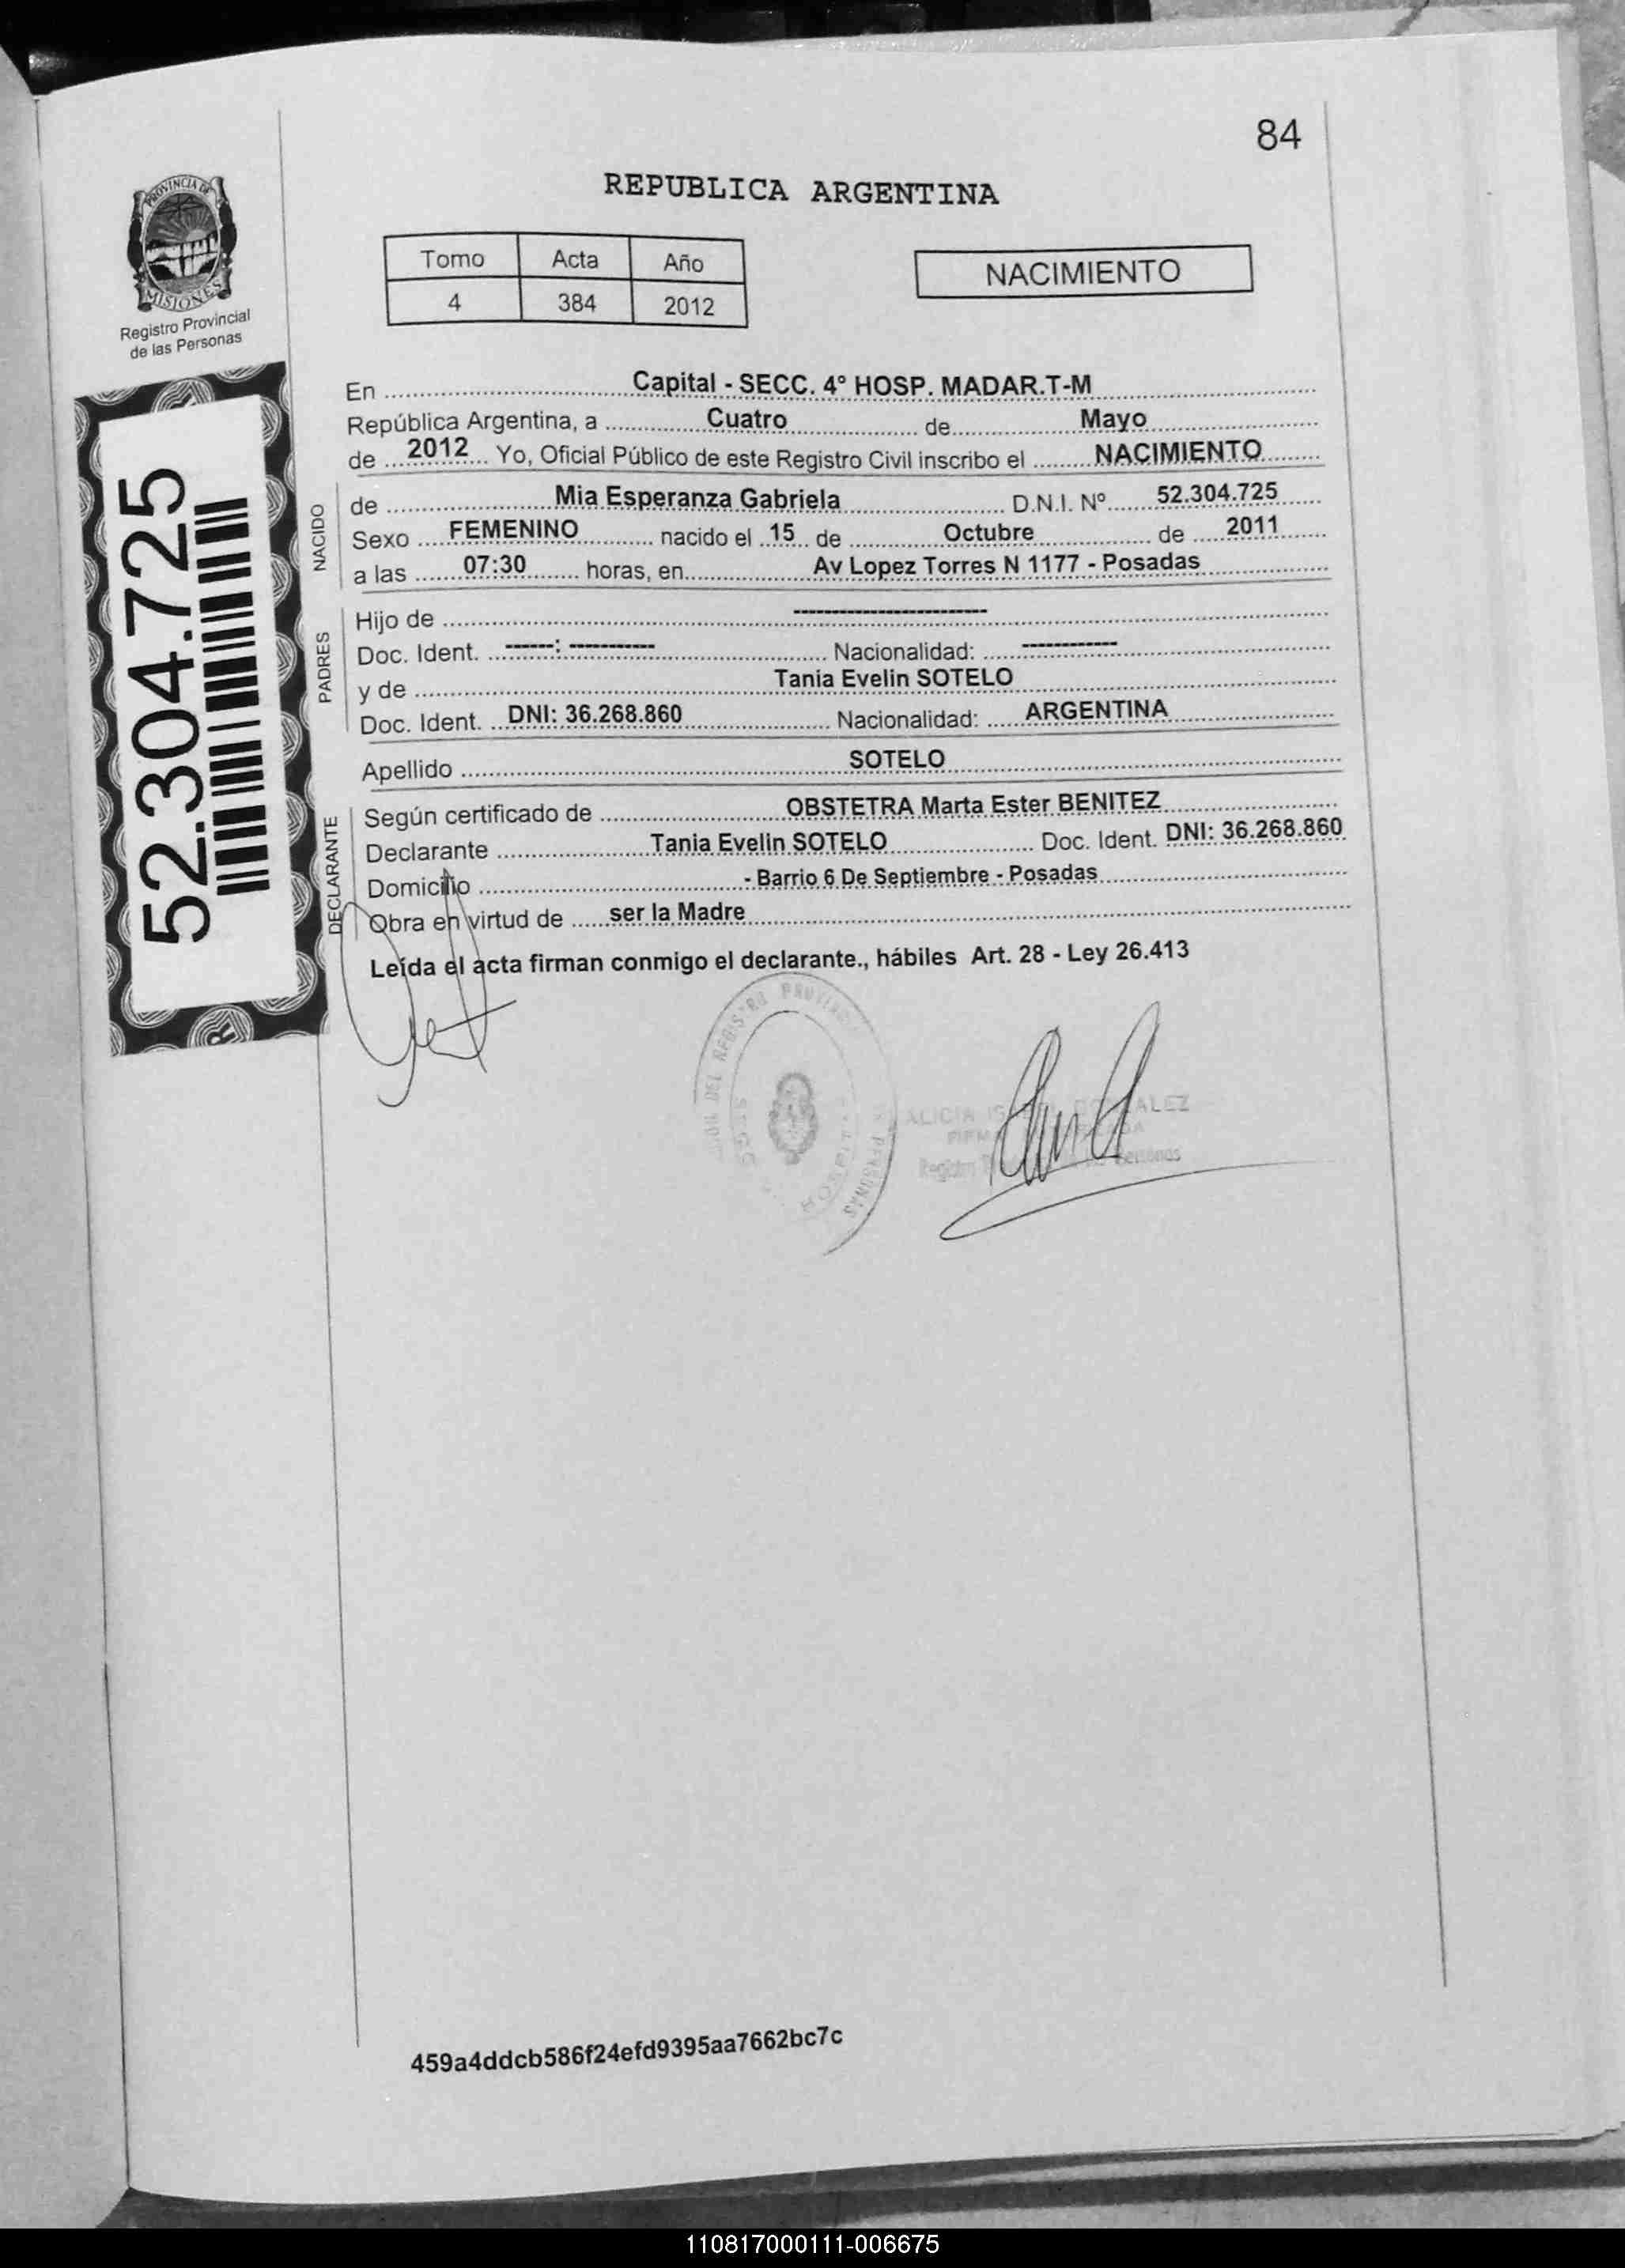 84
PROVINCIA DE
MISIONES
Registro Provincial
de las Personas
REPUBLICA ARGENTINA
Tomo Acta Año
4 384 2012
NACIMIENTO
52.304.725
En Capital - SECC. 4° HOSP. MADAR.T-M
República Argentina, a Cuatro de Mayo
de 2012 Yo, Oficial Público de este Registro Civil inscribo el NACIMIENTO
NACIDO
de Mia Esperanza Gabriela D.N.I. Nº 52.304.725
Sexo FEMENINO nacido el 15 de Octubre de 2011
a las 07:30 horas, en Av Lopez Torres N 1177 - Posadas
PADRES
Hijo de ----------------------
Doc. Ident. ------: ---------- Nacionalidad: -----------
y de Tania Evelin SOTELO
Doc. Ident. DNI: 36.268.860 Nacionalidad: ARGENTINA
Apellido SOTELO
DECLARANTE
Según certificado de OBSTETRA Marta Ester BENITEZ
Declarante Tania Evelin SOTELO Doc. Ident. DNI: 36.268.860
Domicilio - Barrio 6 De Septiembre - Posadas
Obra en virtud de ser la Madre
Leída el acta firman conmigo el declarante., hábiles Art. 28 - Ley 26.413
DEL REGISTRO
PERSONAS
ALICIA
Registro Personas
459a4ddcb586f24efd9395aa7662bc7c
110817000111-006675